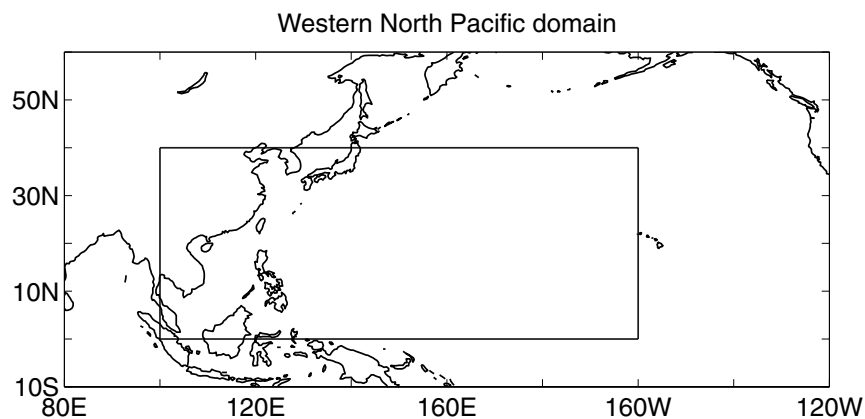 Western North Pacific domain
50N
30N
10N
10S
80E
120E
160E
160W
120W